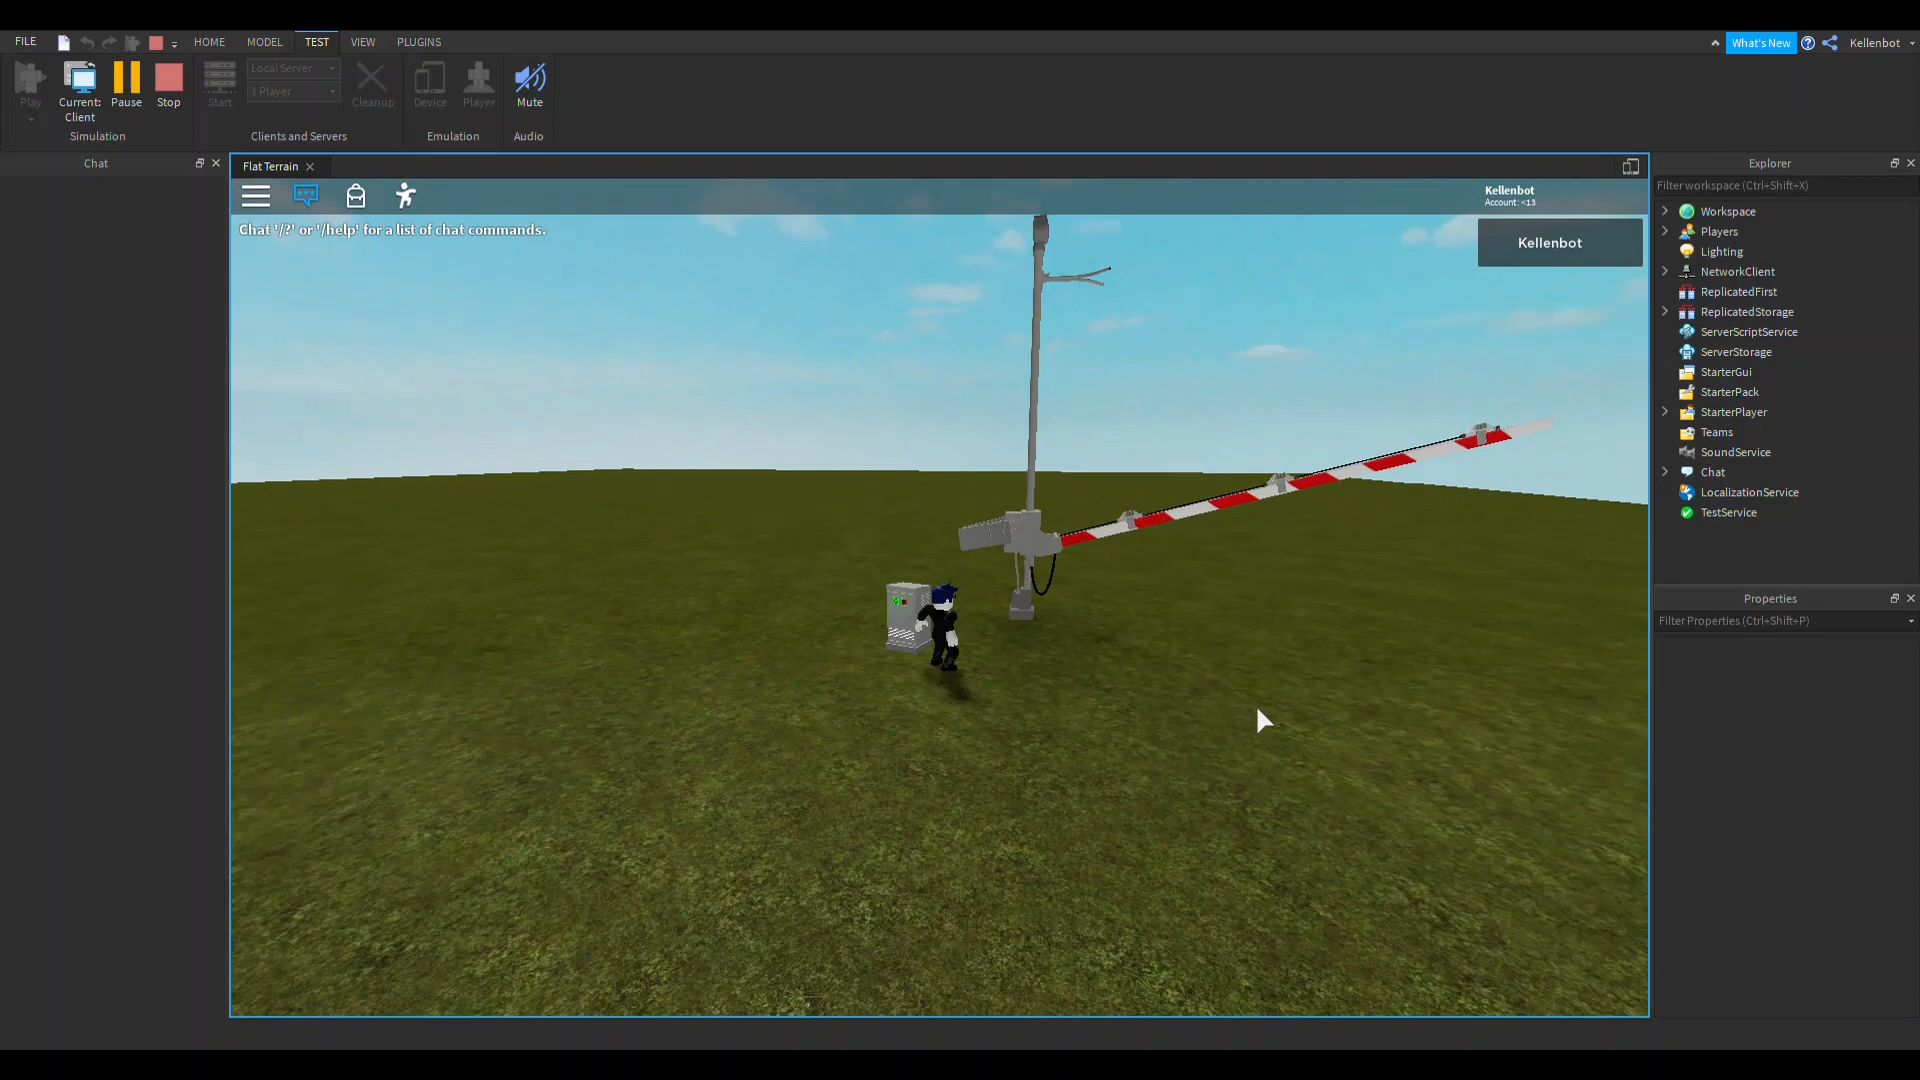 FILE
HOME
MODEL
TEST
VIEW
PLUGINS
What's New
Kellenbot
Play
Current:
Client
Pause
Stop
Simulation
Start
Local Server
1 Player
Cleanup
Clients and Servers
Device
Player
Emulation
Mute
Audio
Chat
Flat Terrain
Kellenbot
Account: <13
Chat '/?' or '/help' for a list of chat commands.
Kellenbot
Explorer
Filter workspace (Ctrl+Shift+X)
Workspace
Players
Lighting
NetworkClient
ReplicatedFirst
ReplicatedStorage
ServerScriptService
ServerStorage
StarterGui
StarterPack
StarterPlayer
Teams
SoundService
Chat
LocalizationService
TestService
Properties
Filter Properties (Ctrl+Shift+P)